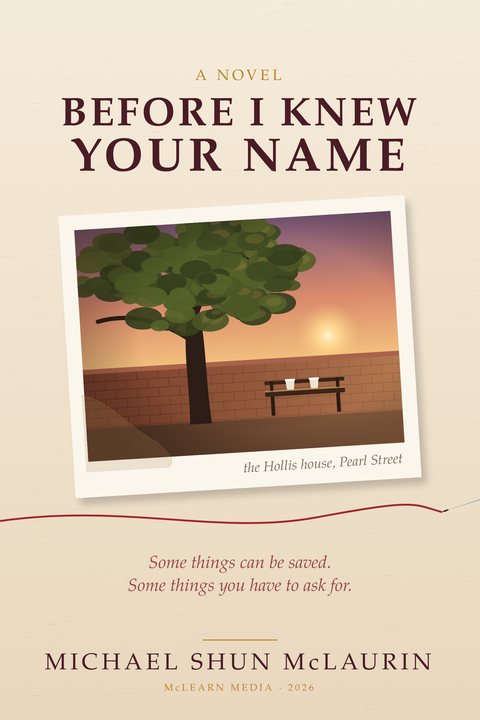 A NOVEL
BEFORE I KNEW
YOUR NAME
the Hollis house, Pearl Street
Some things can be saved.
Some things you have to ask for.
MICHAEL SHUN McLAURIN
McLEARN MEDIA · 2026